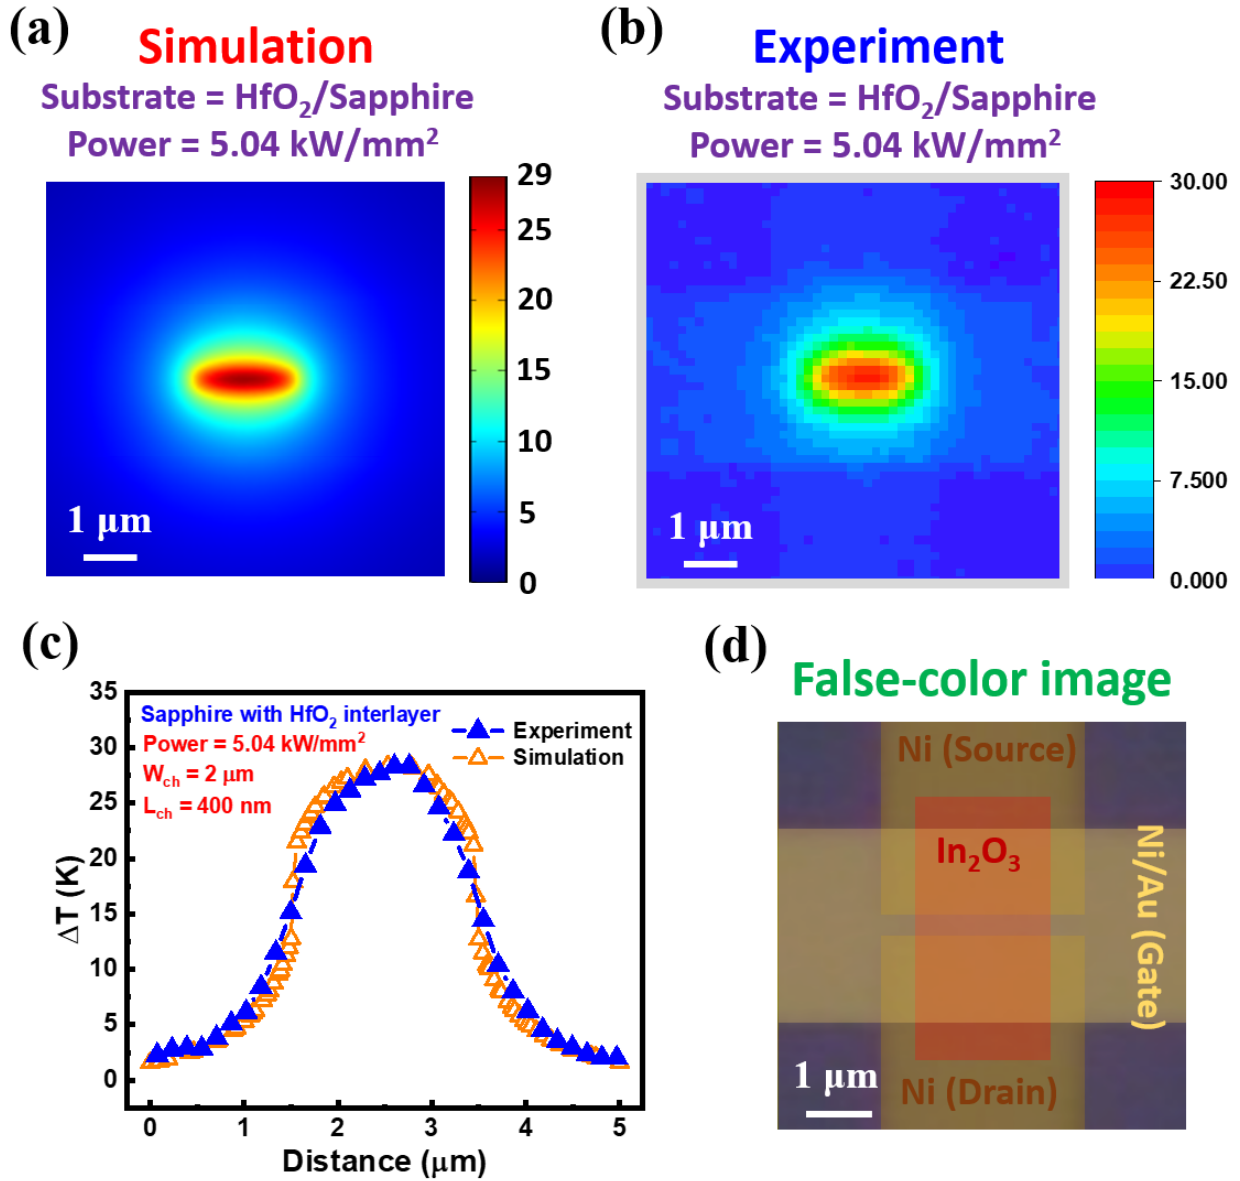 (a)
Simulation
Substrate = HfO₂/Sapphire
Power = 5.04 kW/mm²
29
25
20
15
10
5
0
1 μm
(b)
Experiment
Substrate = HfO₂/Sapphire
Power = 5.04 kW/mm²
30.00
22.50
15.00
7.500
0.000
1 μm
(c)
35
30
25
20
15
10
5
0
ΔT (K)
Sapphire with HfO₂ interlayer
Power = 5.04 kW/mm²
W_ch = 2 μm
L_ch = 400 nm
Experiment
Simulation
0 1 2 3 4 5
Distance (μm)
(d)
False-color image
Ni (Source)
In₂O₃
Ni/Au (Gate)
Ni (Drain)
1 μm